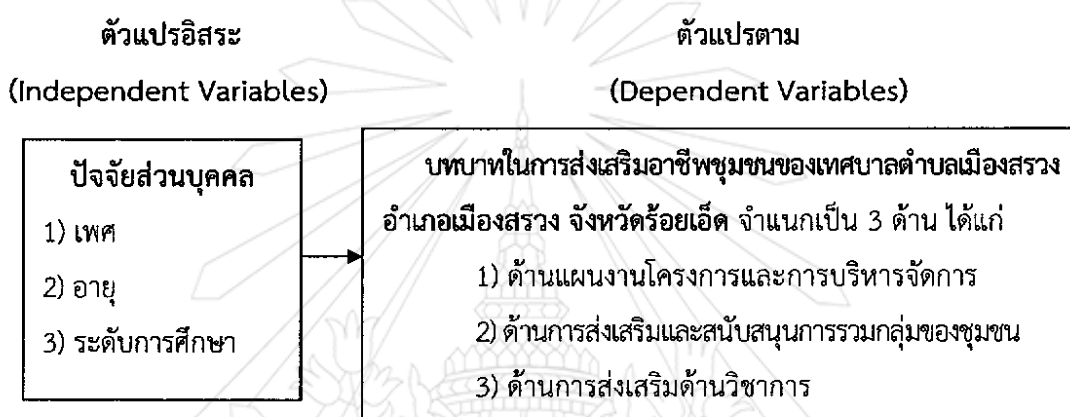 ตัวแปรอิสระ
(Independent Variables)
ปัจจัยส่วนบุคคล
1) เพศ
2) อายุ
3) ระดับการศึกษา
ตัวแปรตาม
(Dependent Variables)
บทบาทในการส่งเสริมอาชีพชุมชนของเทศบาลตำบลเมืองสรวง
อำเภอเมืองสรวง จังหวัดร้อยเอ็ด จำแนกเป็น 3 ด้าน ได้แก่
1) ด้านแผนงานโครงการและการบริหารจัดการ
2) ด้านการส่งเสริมและสนับสนุนการรวมกลุ่มของชุมชน
3) ด้านการส่งเสริมด้านวิชาการ